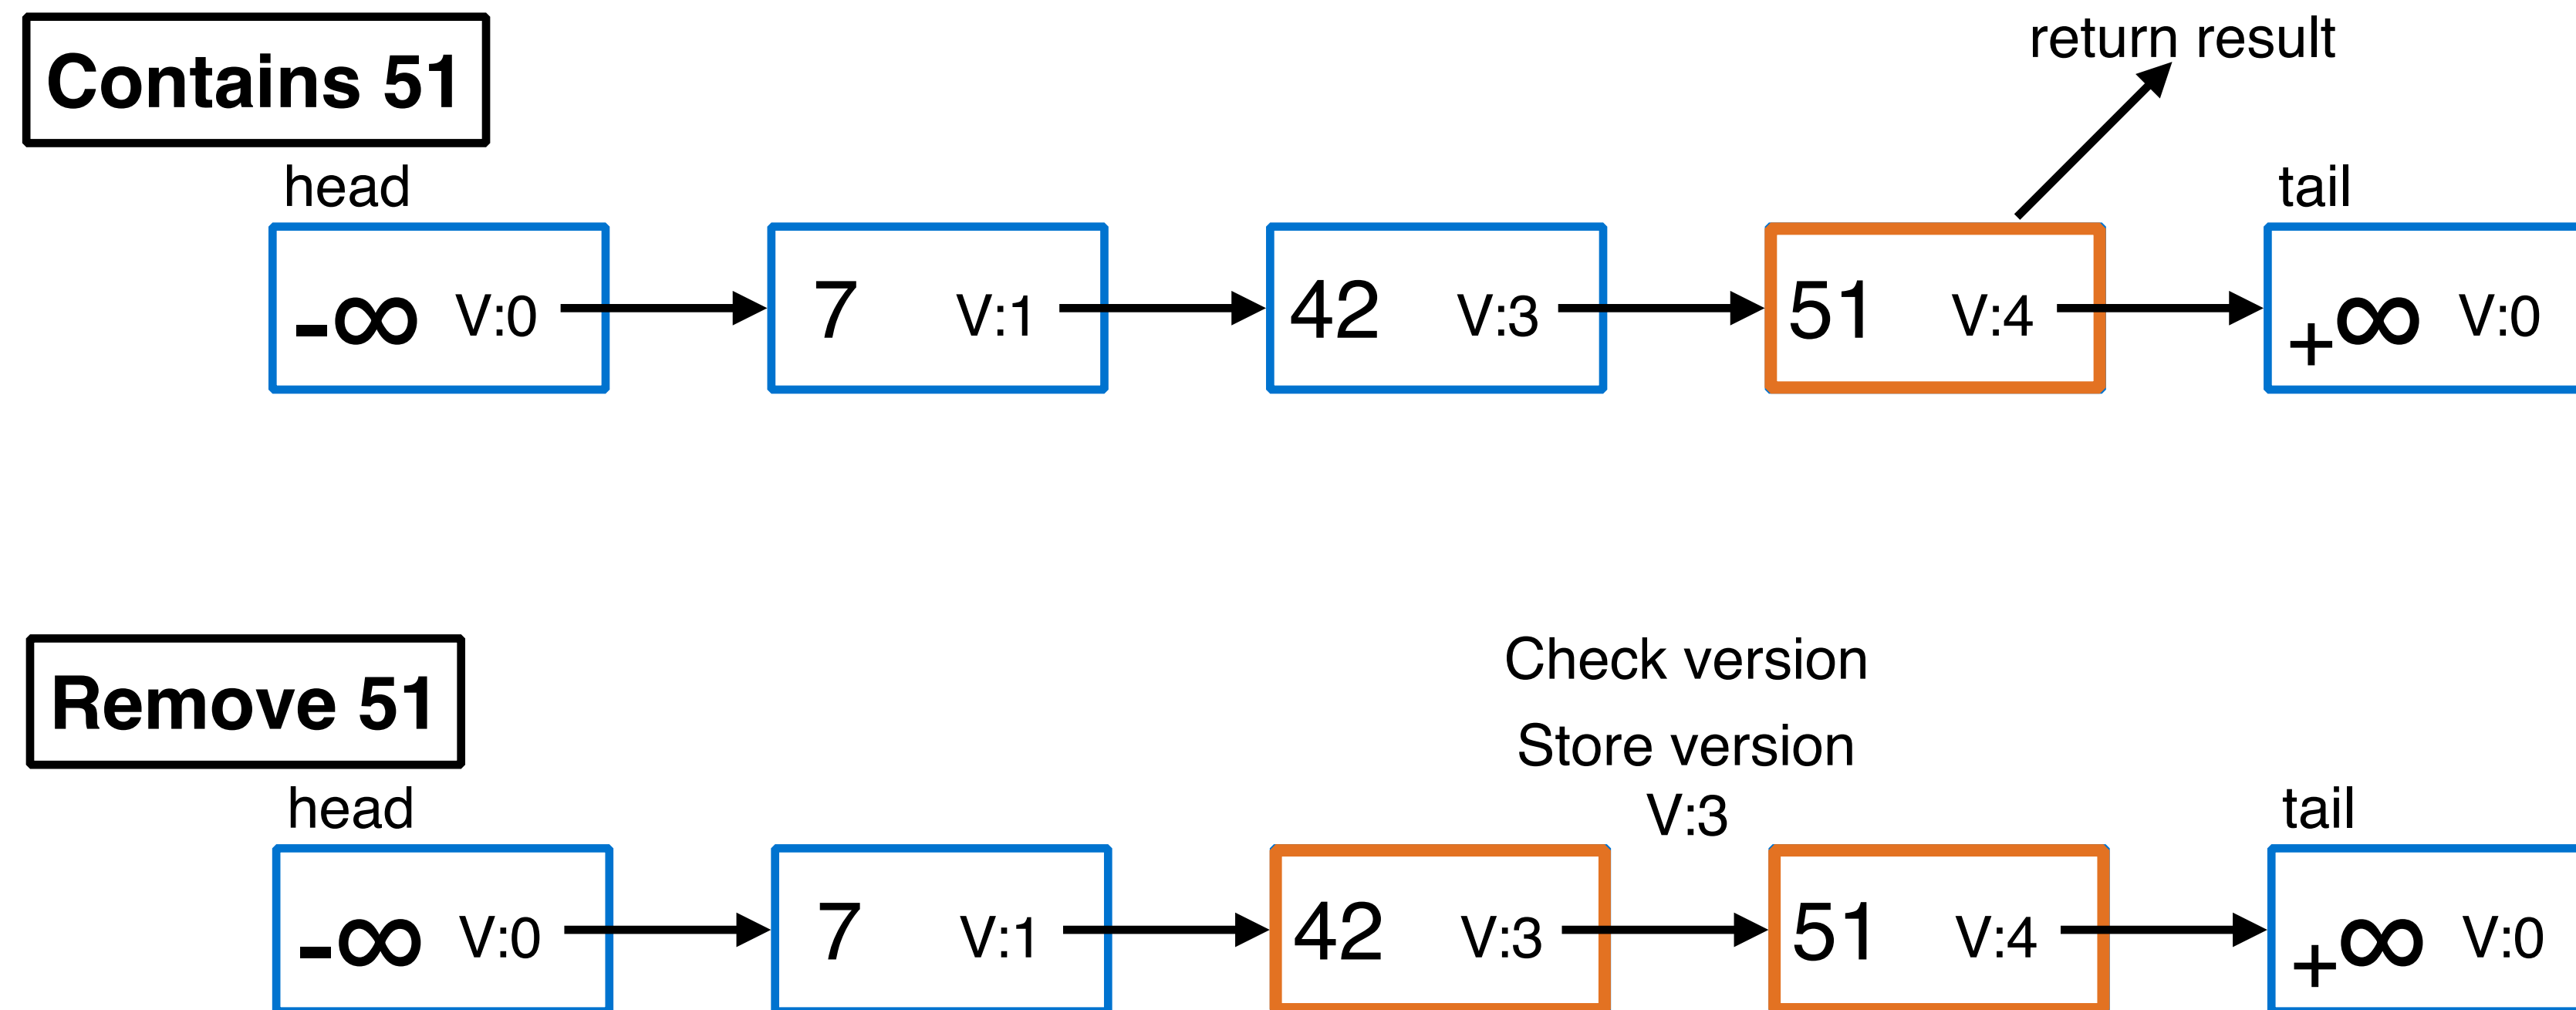 Contains 51
return result
head
tail
-∞ V:0
7 V:1
42 V:3
51 V:4
+∞ V:0
Remove 51
Check version
Store version
V:3
head
tail
-∞ V:0
7 V:1
42 V:3
51 V:4
+∞ V:0